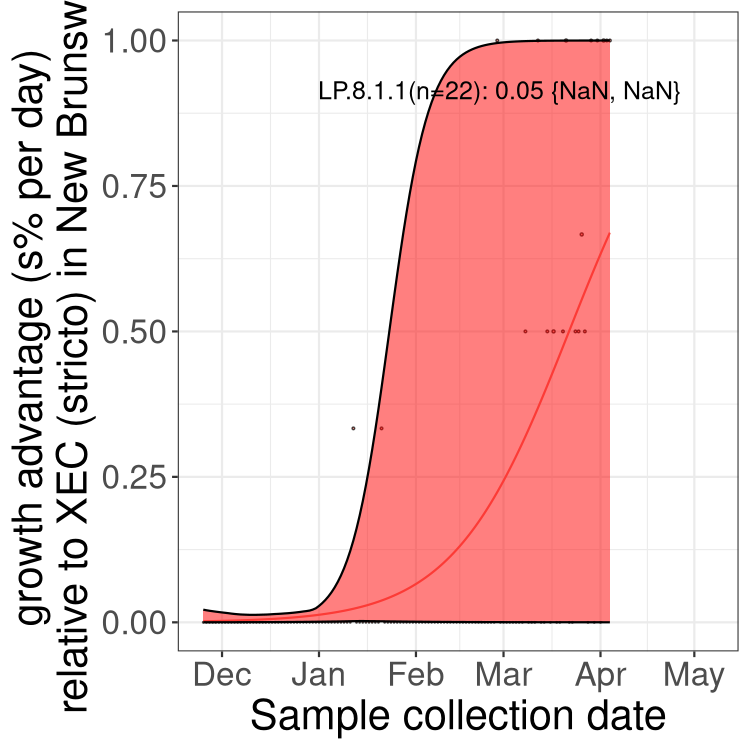 growth advantage (s% per day)
relative to XEC (stricto) in New Brunsw
1.00
0.75
0.50
0.25
0.00
LP.8.1.1(n=22): 0.05 {NaN, NaN}
Dec Jan Feb Mar Apr May
Sample collection date